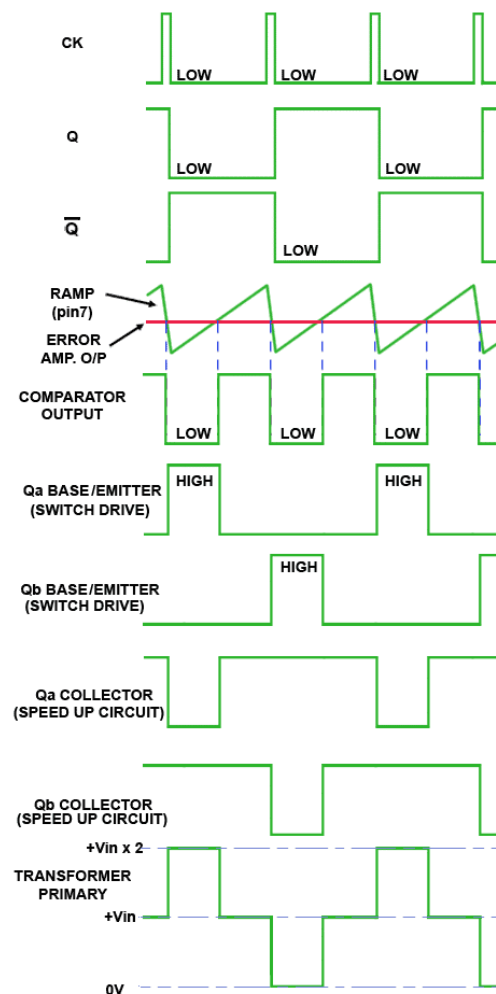 CK
LOW LOW LOW
Q
LOW LOW
Q
LOW
RAMP
(pin7)
ERROR
AMP. O/P
COMPARATOR
OUTPUT
LOW LOW LOW
HIGH HIGH
Qa BASE/EMITTER
(SWITCH DRIVE)
HIGH
Qb BASE/EMITTER
(SWITCH DRIVE)
Qa COLLECTOR
(SPEED UP CIRCUIT)
Qb COLLECTOR
(SPEED UP CIRCUIT)
+Vin x 2
TRANSFORMER
PRIMARY
+Vin
0V